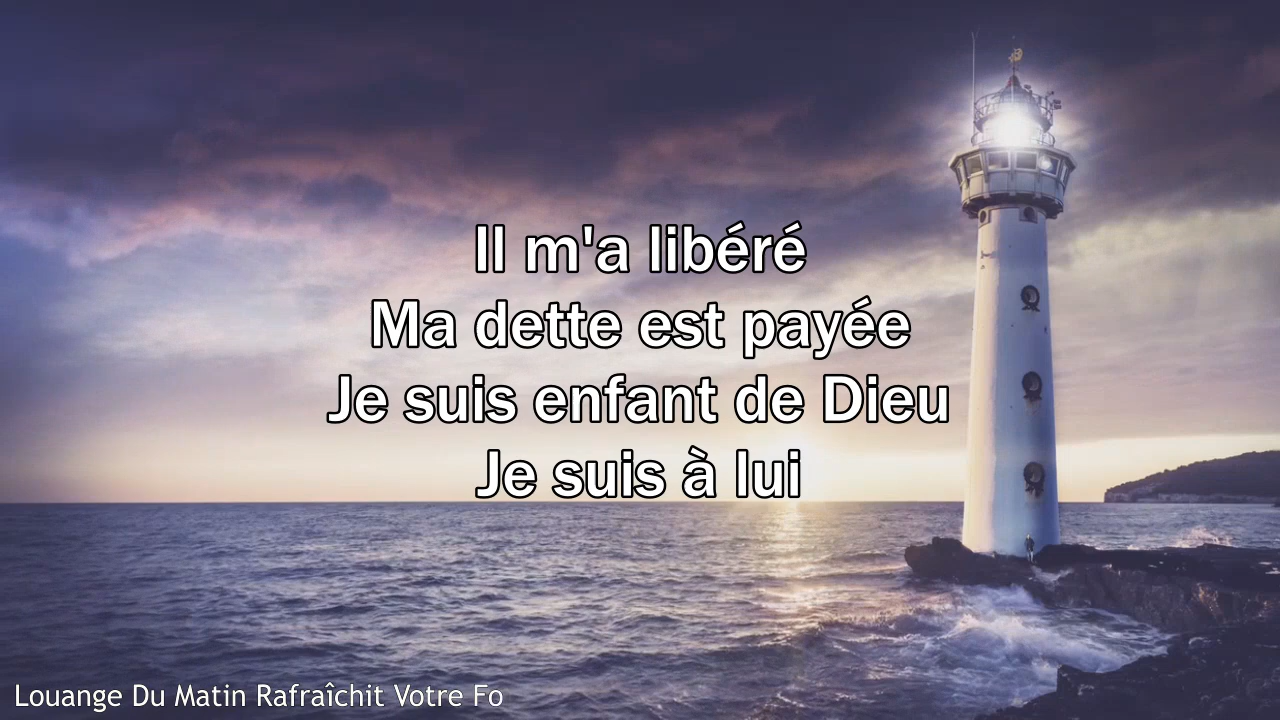 Il m'a libéré
Ma dette est payée
Je suis enfant de Dieu
Je suis à lui
Louange Du Matin Rafraîchit Votre Fo